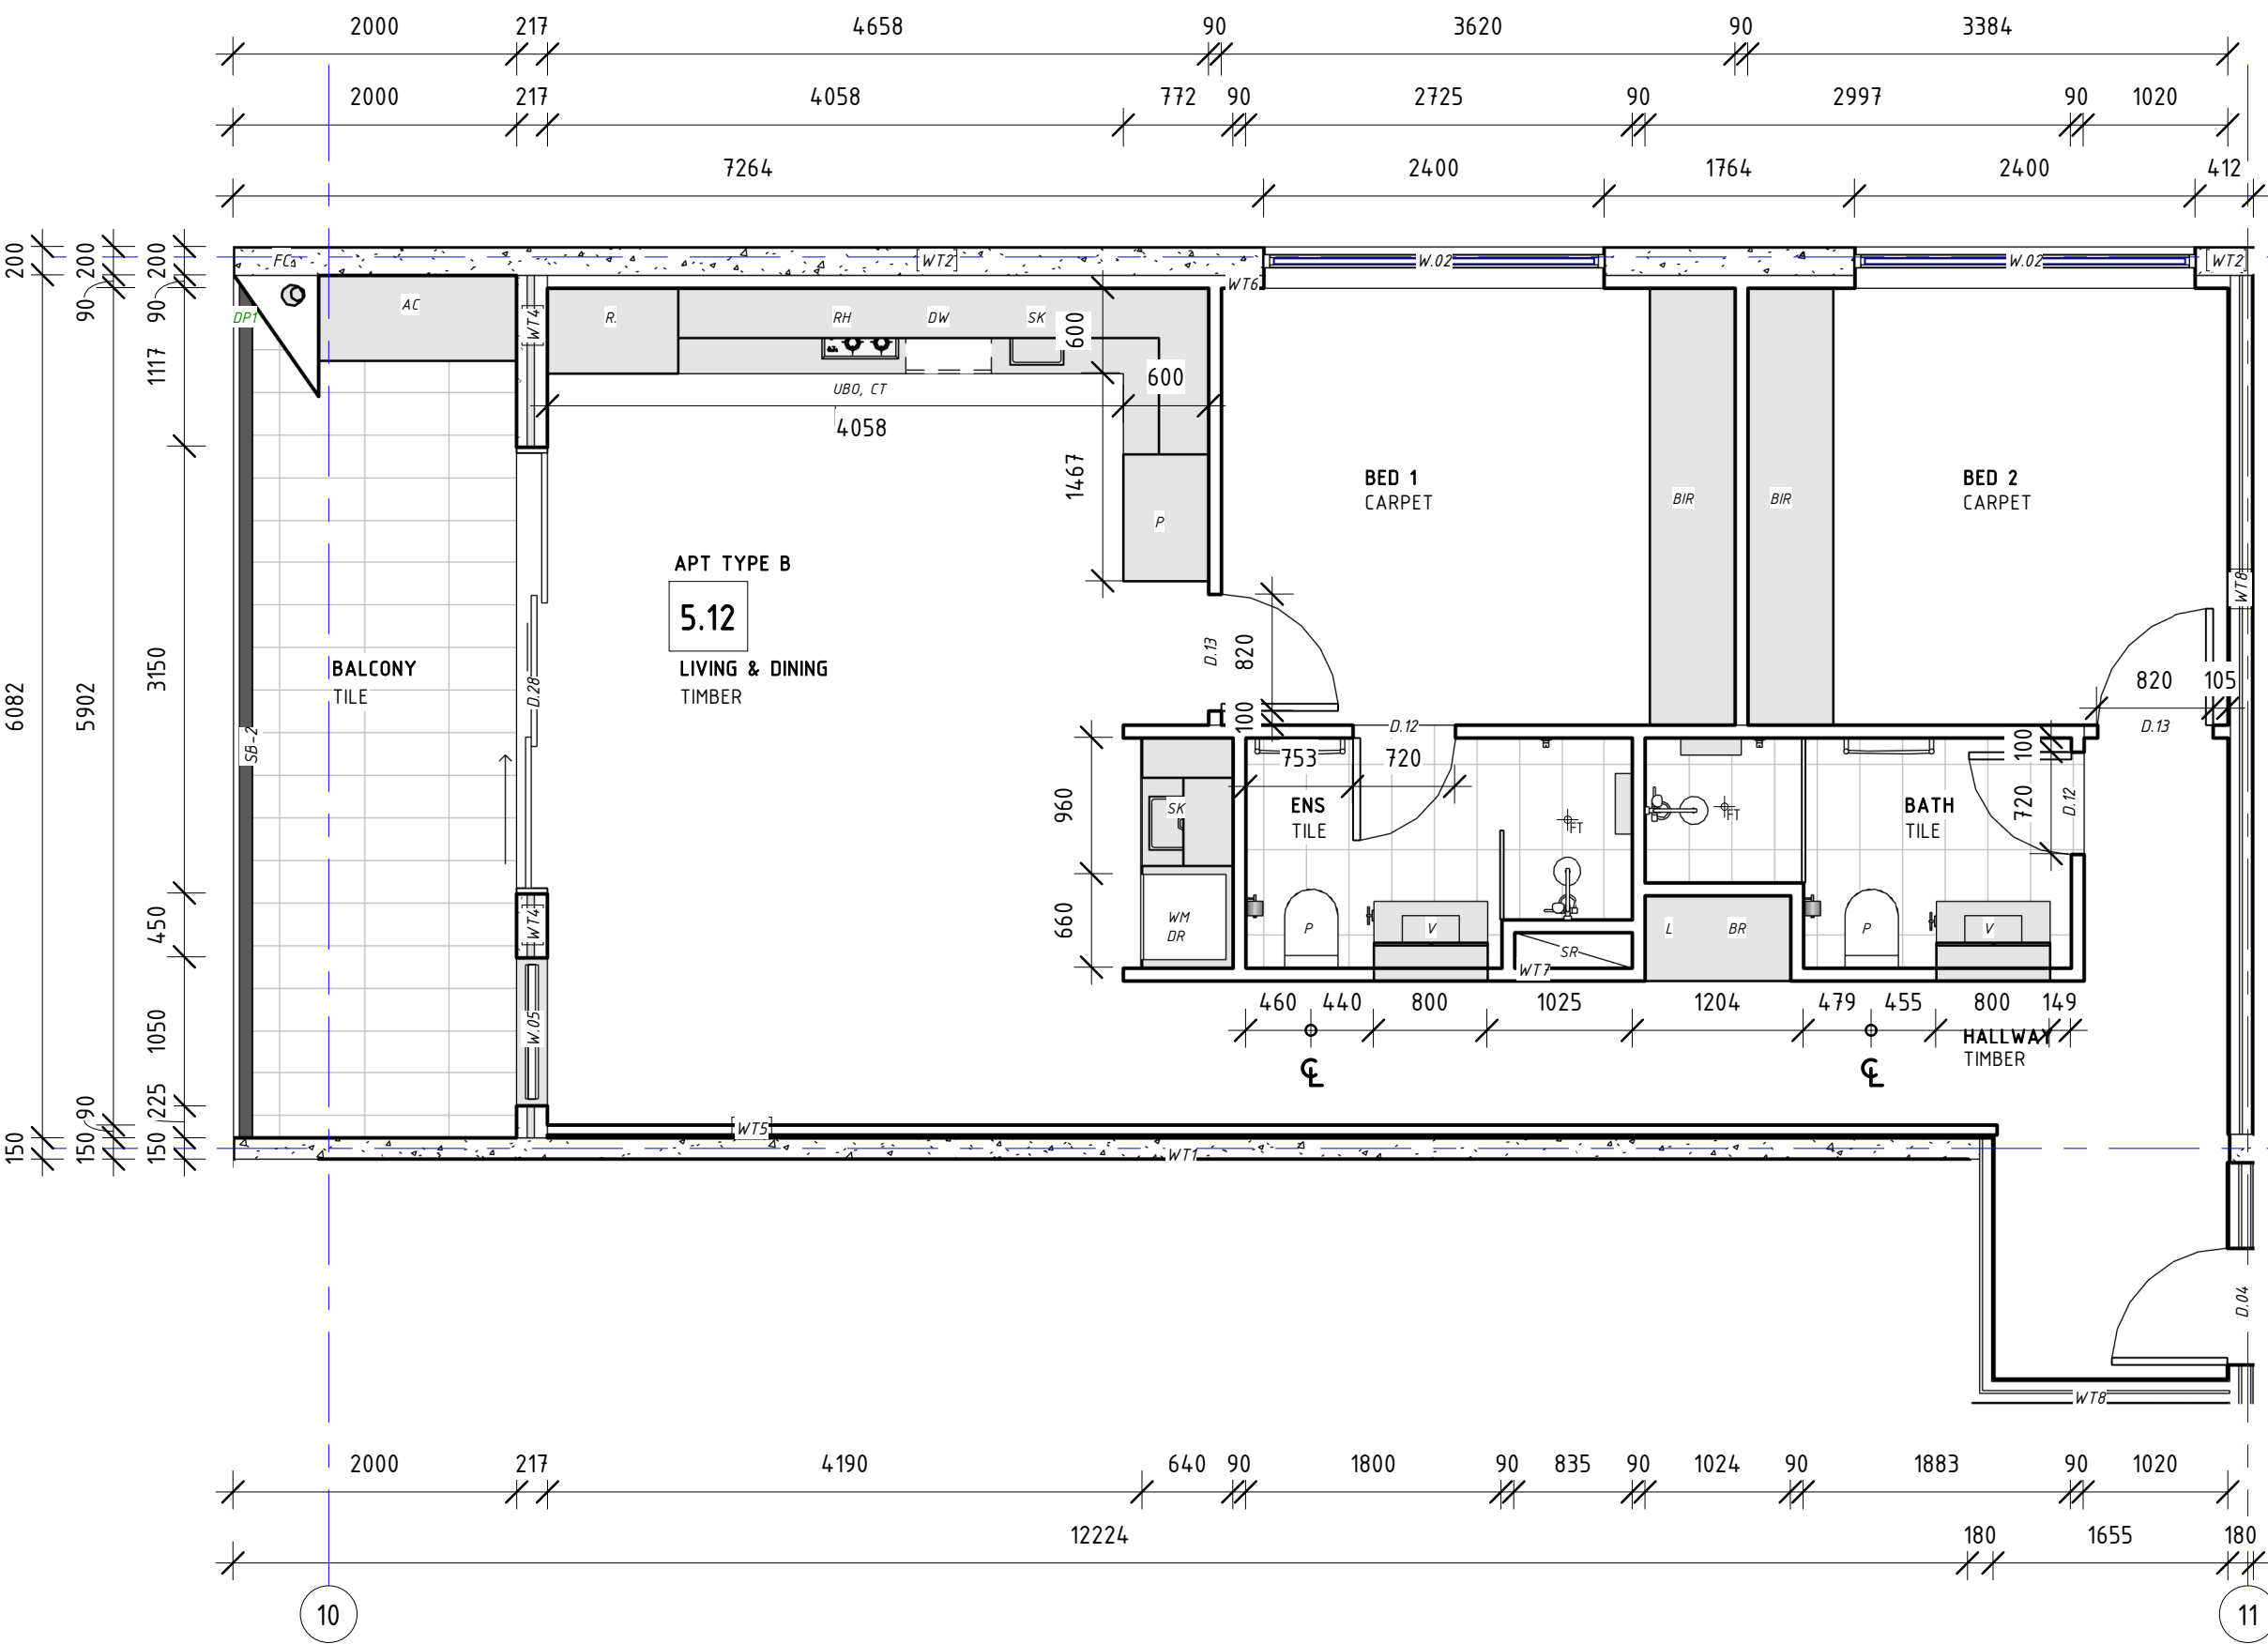 2000 217 4658 90 3620 90 3384
2000 217 4058 772 90 2725 90 2997 90 1020
7264 2400 1764 2400 412
200 200 200
90 90
FC WT2 W.02 W.02 WT2
WT6
DP1 AC WT4 R. RH DW SK 600
1117
600
UBO, CT
4058
1467
BED 1
CARPET
BIR BIR
BED 2
CARPET
P
APT TYPE B
5.12
WT8
BALCONY
TILE
LIVING & DINING
TIMBER
D.28
D.13 820
100
820 105
D.13
6082 5902 3150
SB-2
D.12
753 720
100
720 D.12
960
SK
ENS
TILE
FT
FT
BATH
TILE
WT4
450
660
WM
DR
P V
SR
WT7
L BR
P V
460 440 800 1025 1204 479 455 800 149
HALLWAY
TIMBER
CL CL
W.05
1050
225
90
150 150 150
WT5
WT1
D.04
WT8
2000 217 4190 640 90 1800 90 835 90 1024 90 1883 90 1020
12224 180 1655 180
10 11